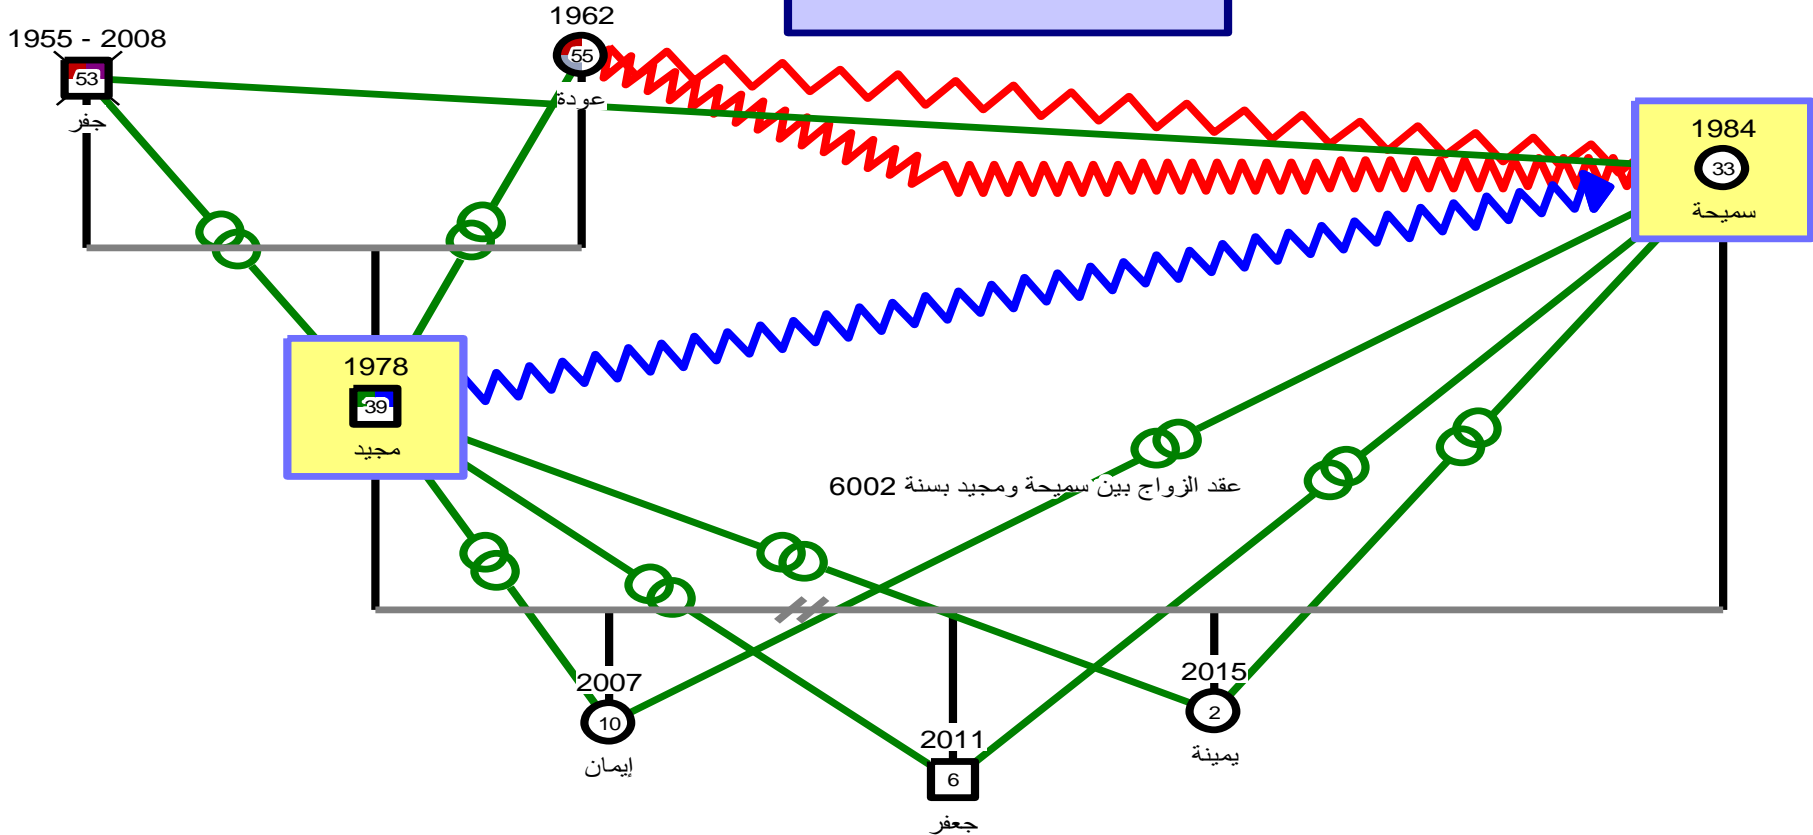 1962
1955 - 2008
55
53
عودة
جفر
1984
33
سميحة
1978
39
مجيد
عقد الزواج بين سميحة ومجيد بسنة 6002
2007
10
إيمان
2011
6
جعفر
2015
2
يمينة